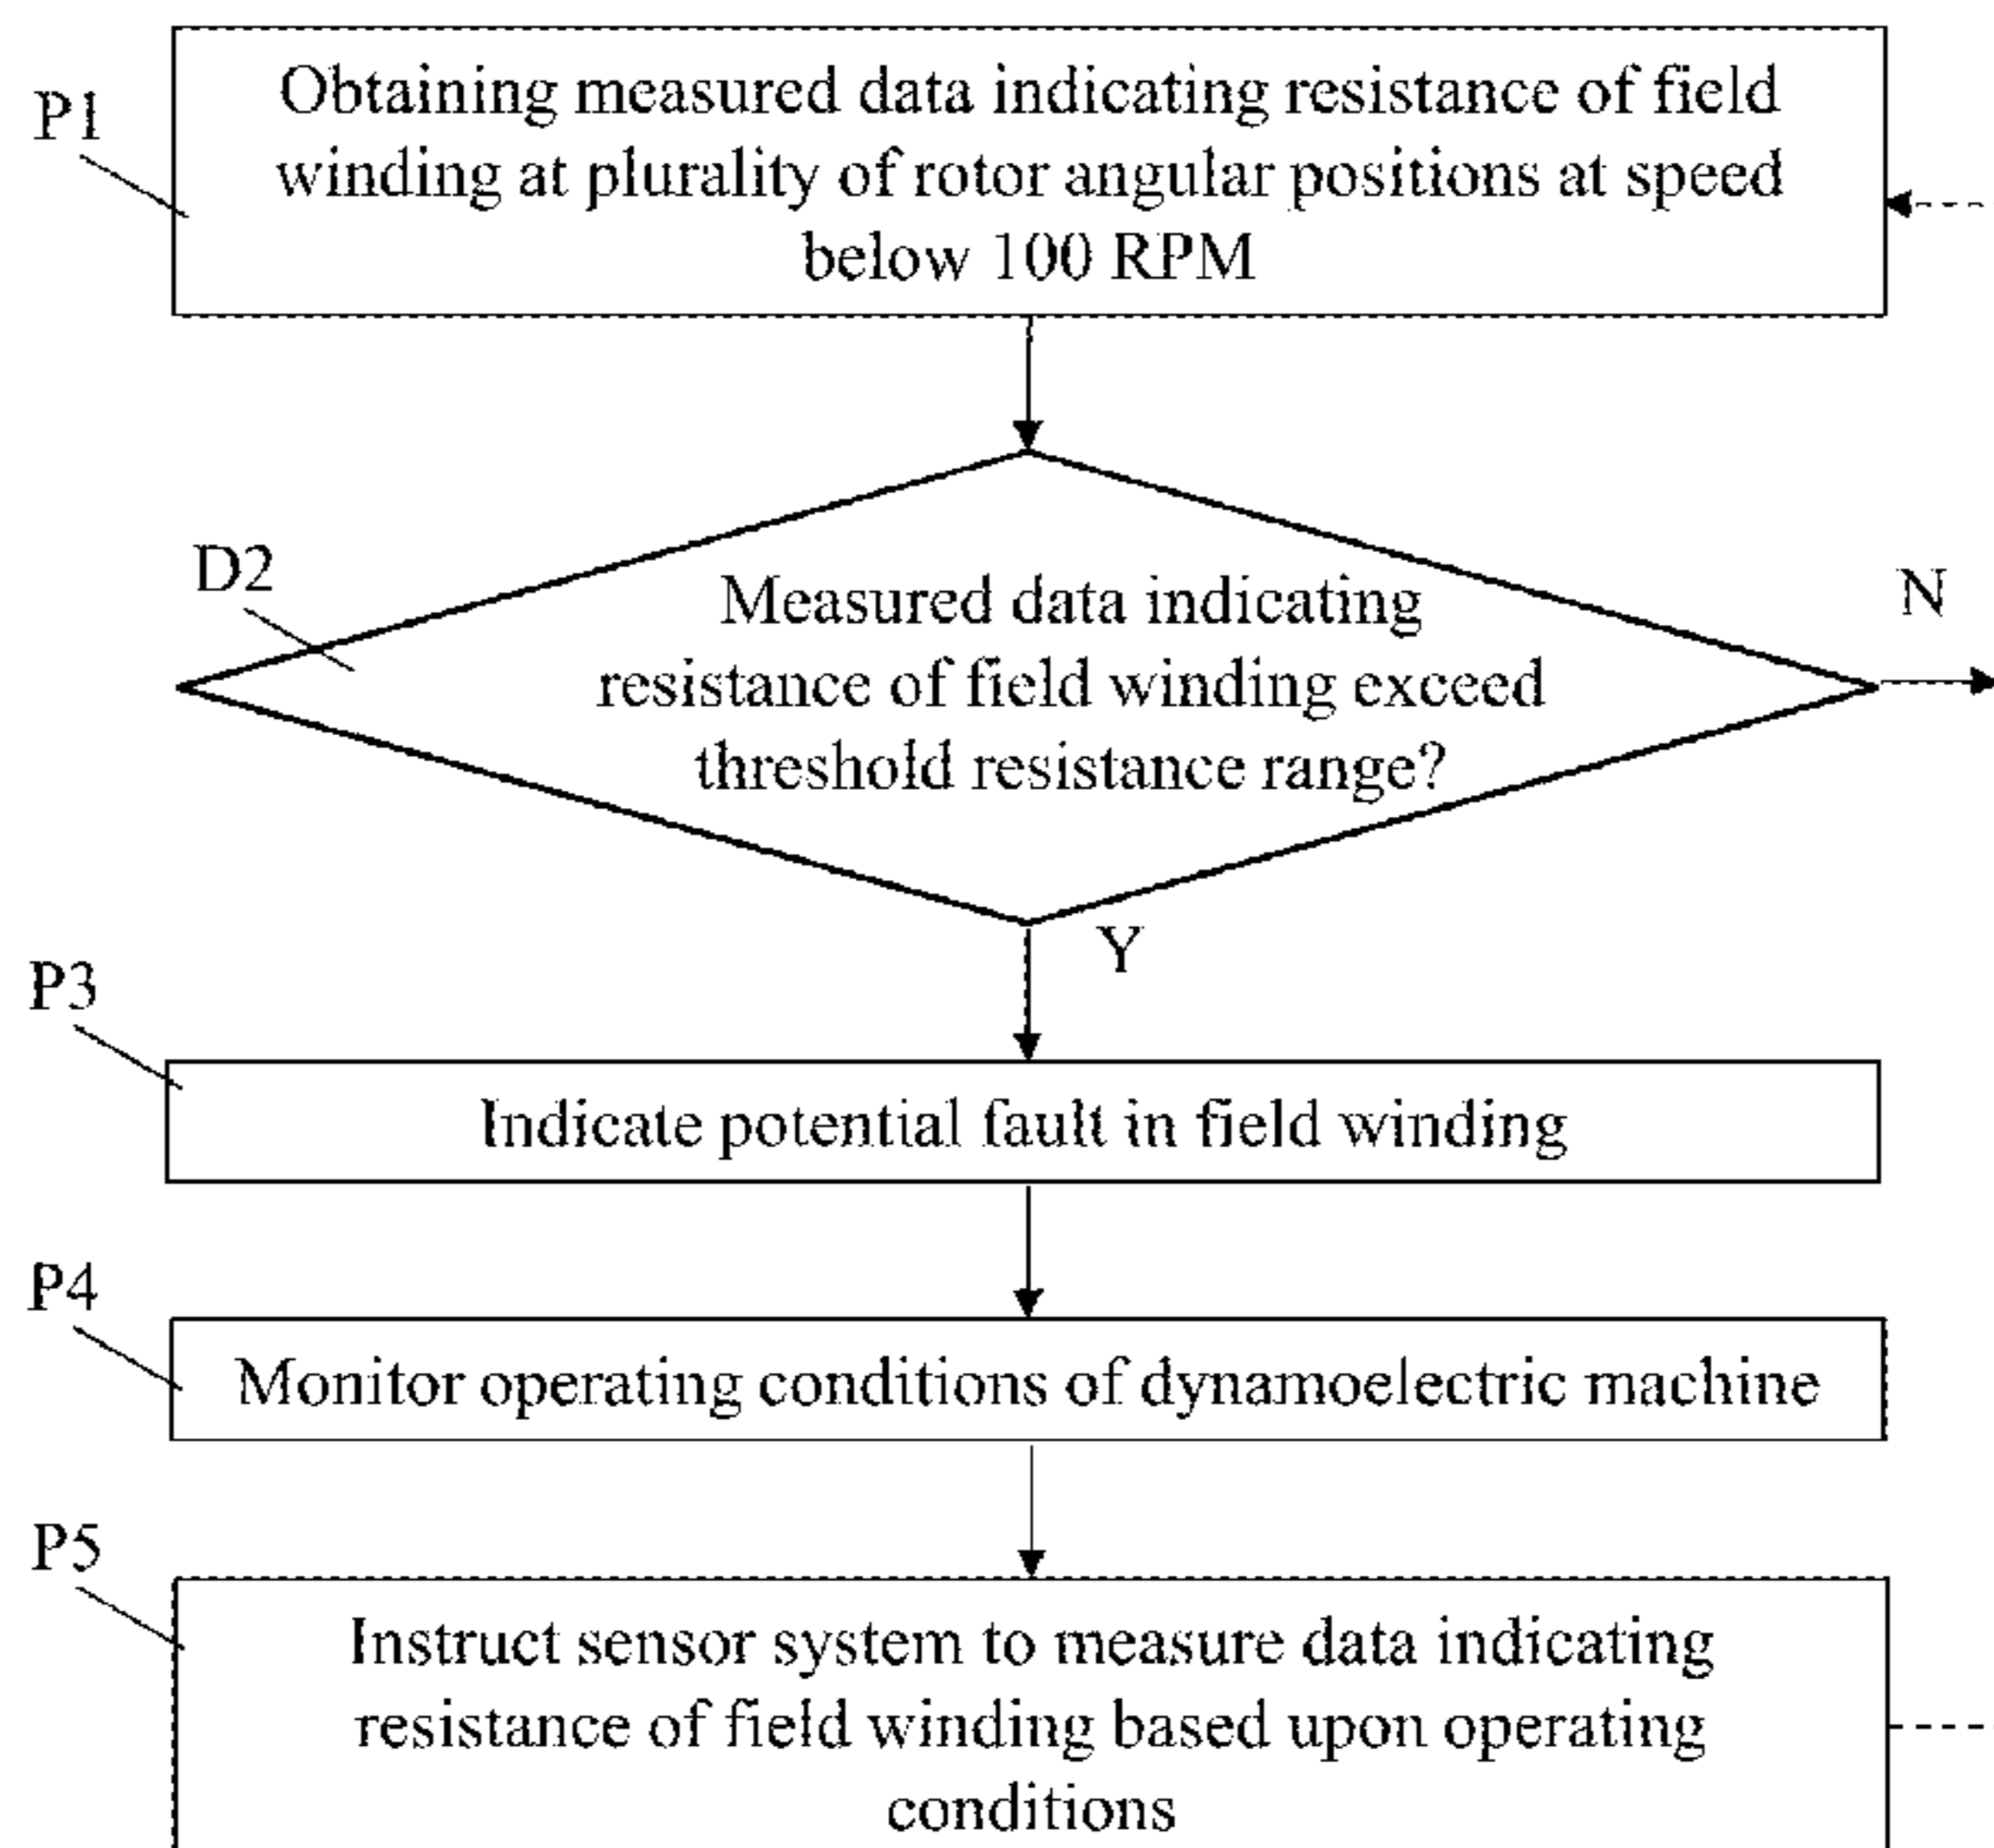 P1
Obtaining measured data indicating resistance of field
winding at plurality of rotor angular positions at speed
below 100 RPM
D2
Measured data indicating
resistance of field winding exceed
threshold resistance range?
N
Y
P3
Indicate potential fault in field winding
P4
Monitor operating conditions of dynamoelectric machine
P5
Instruct sensor system to measure data indicating
resistance of field winding based upon operating
conditions